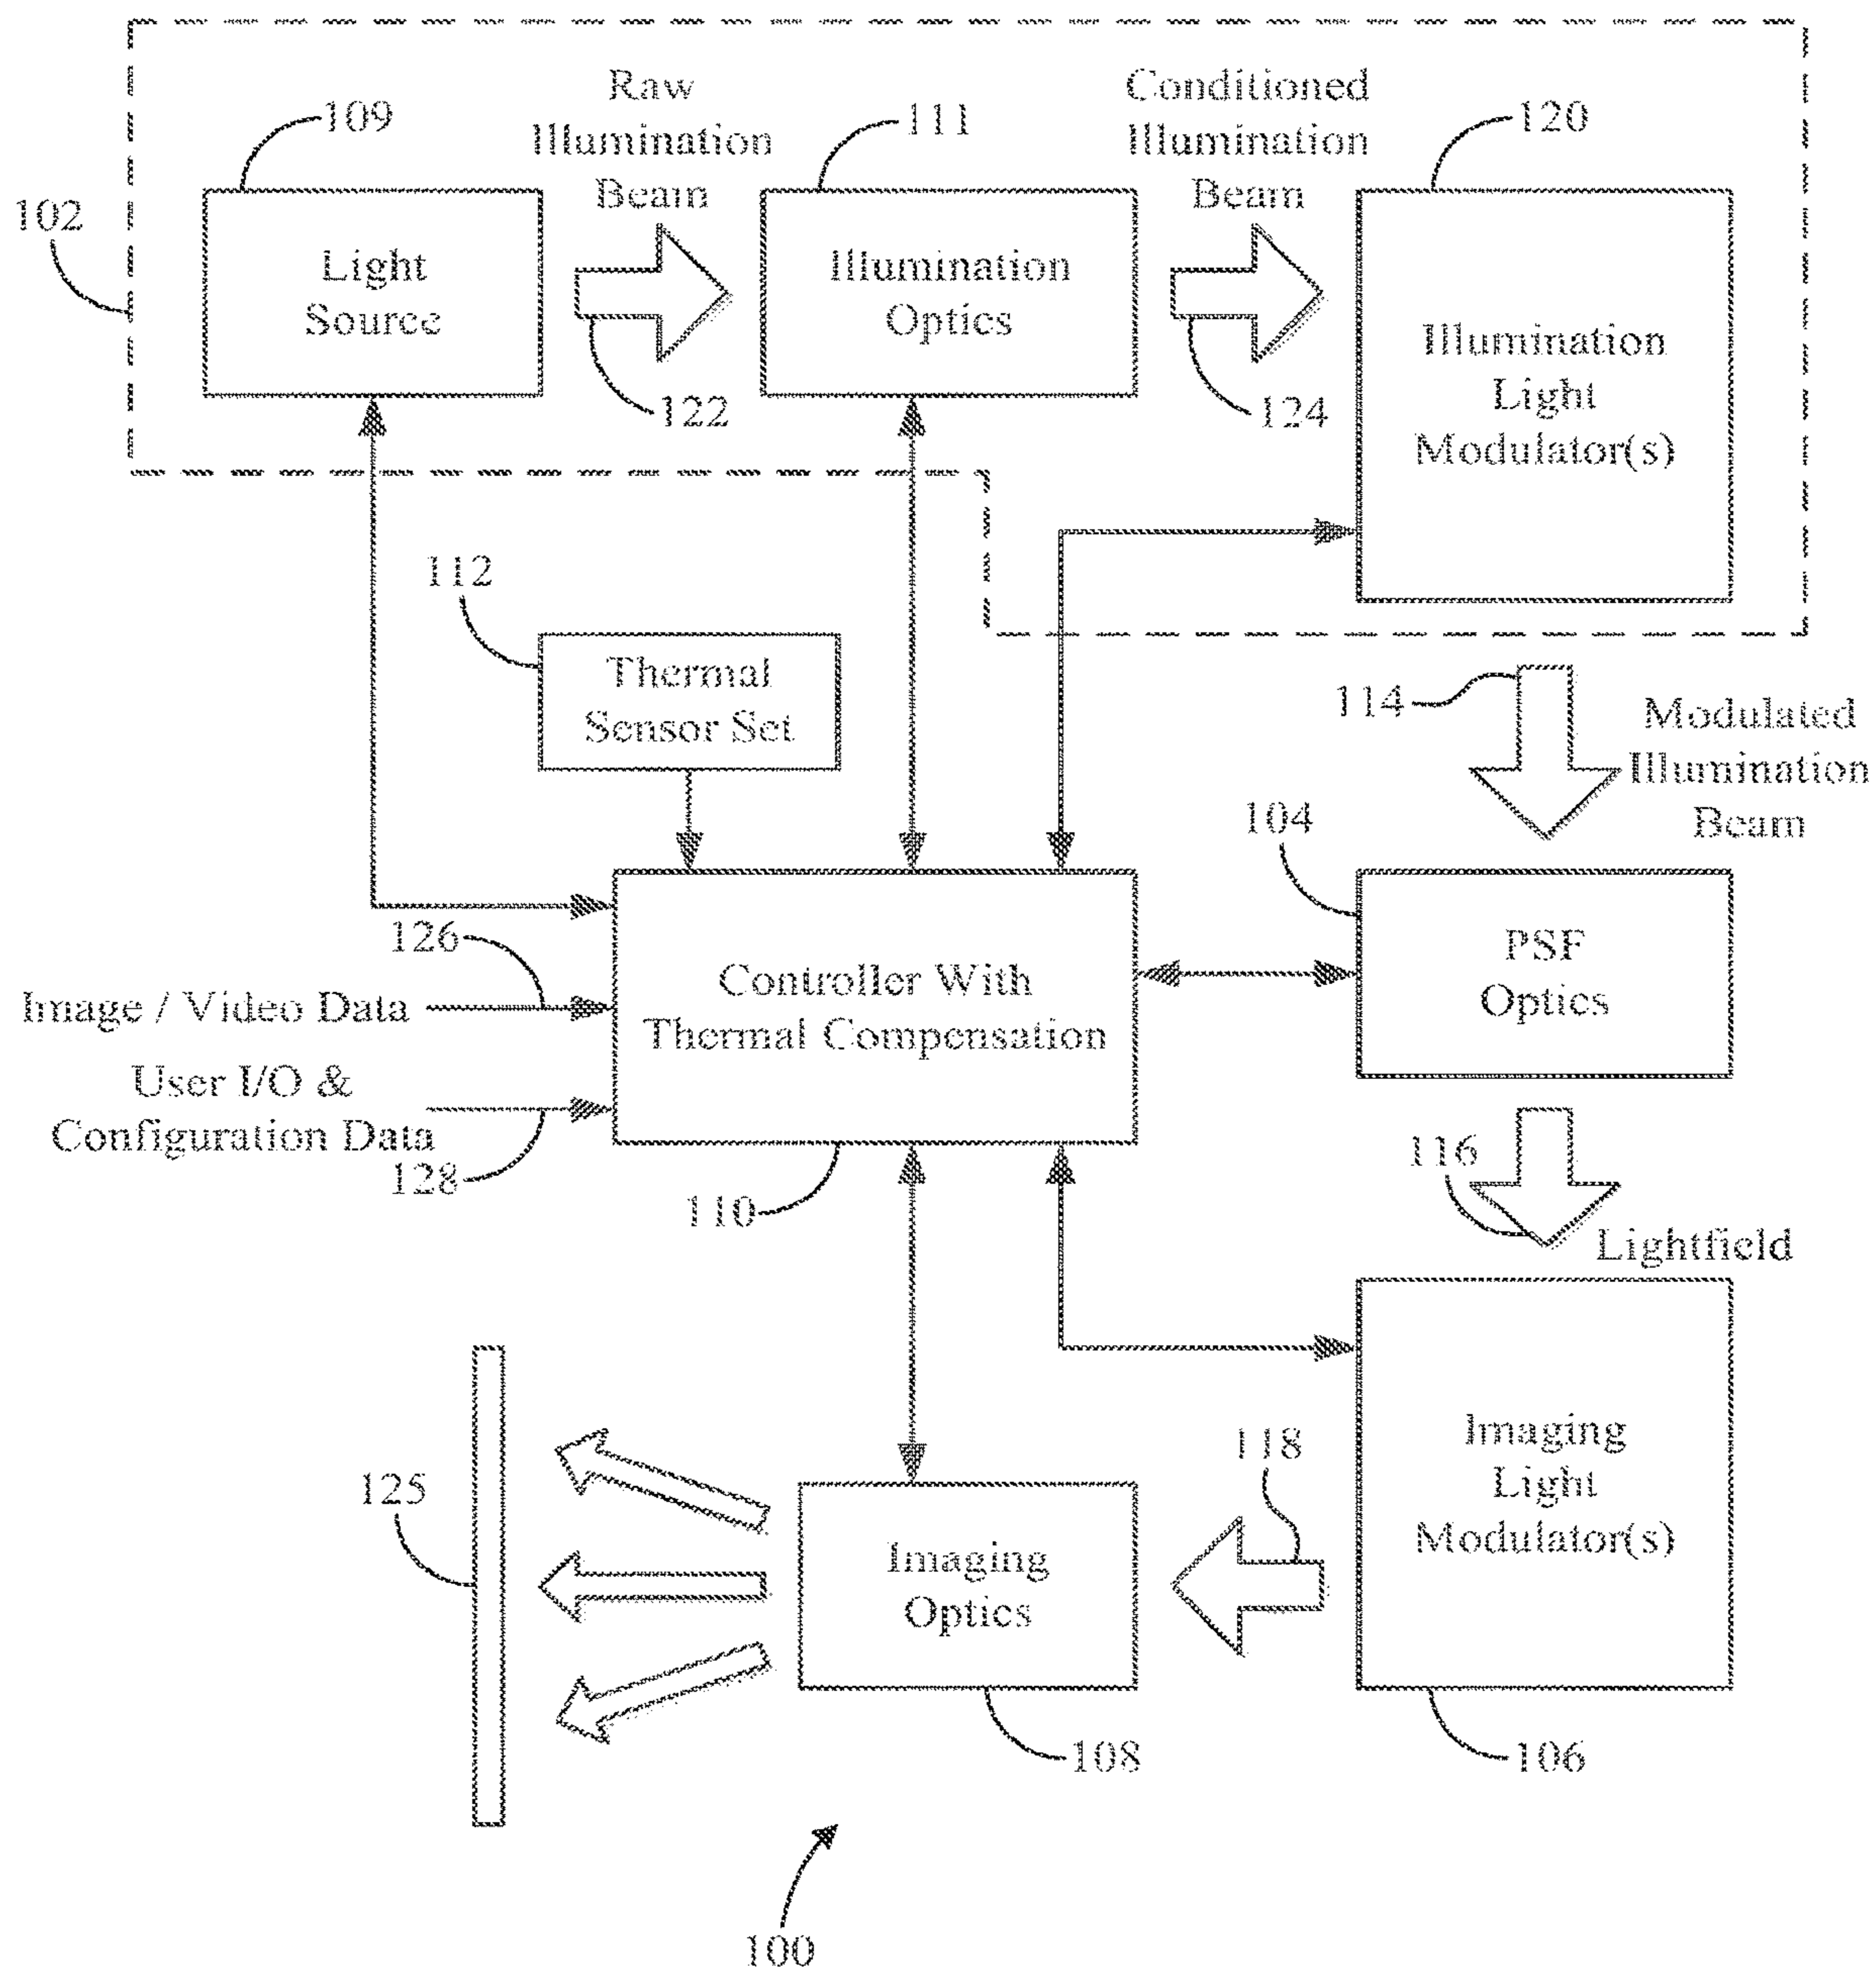 109
Raw
Illumination
Beam
111
Conditioned
Illumination
Beam
120
102
Light
Source
Illumination
Optics
Illumination
Light
Modulator(s)
122
124
112
Thermal
Sensor Set
114
Modulated
Illumination
Beam
104
126
Image / Video Data
User I/O &
Configuration Data
128
Controller With
Thermal Compensation
PSF
Optics
110
116
Lightfield
125
118
Imaging
Light
Modulator(s)
Imaging
Optics
108
106
100